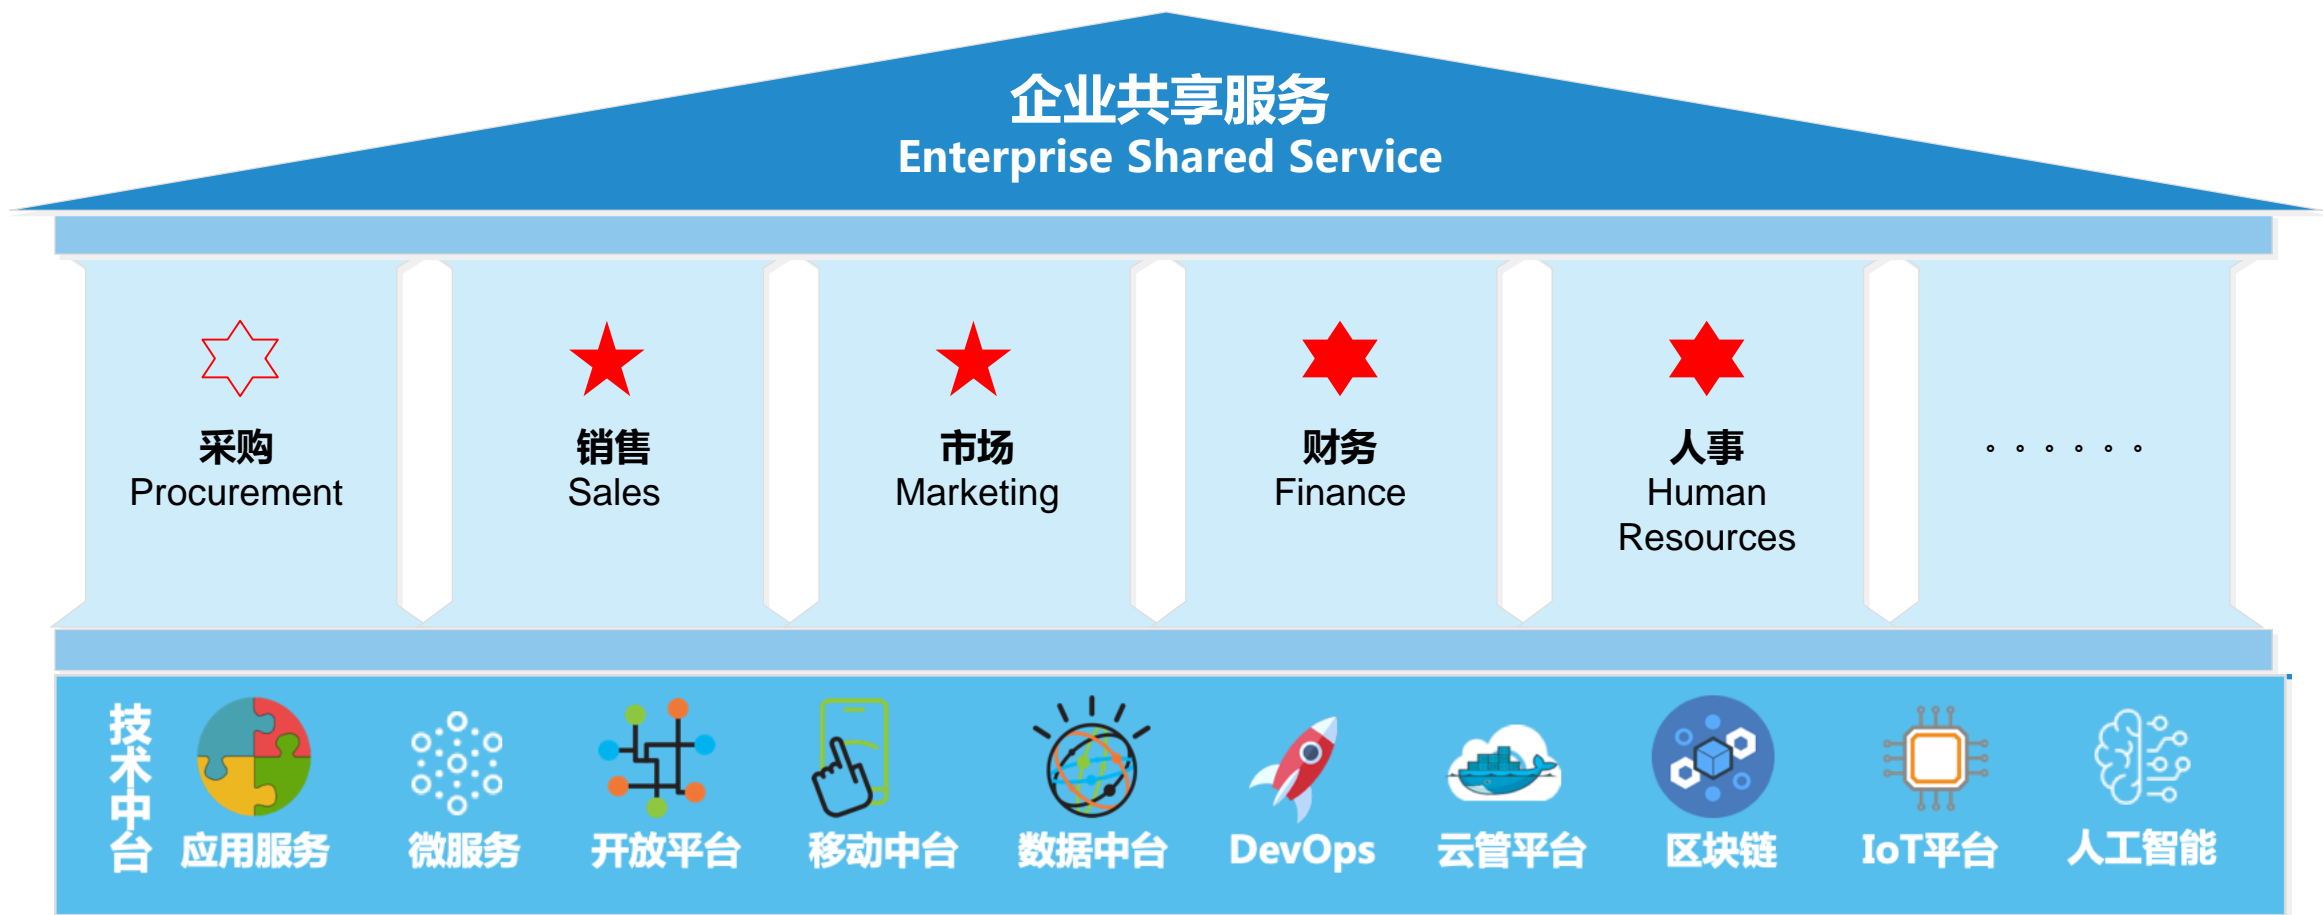 企业共享服务
Enterprise Shared Service
采购
Procurement
销售
Sales
市场
Marketing
财务
Finance
人事
Human
Resources
。。。。。。
技术中台
应用服务
微服务
开放平台
移动中台
数据中台
DevOps
云管平台
区块链
IoT平台
人工智能